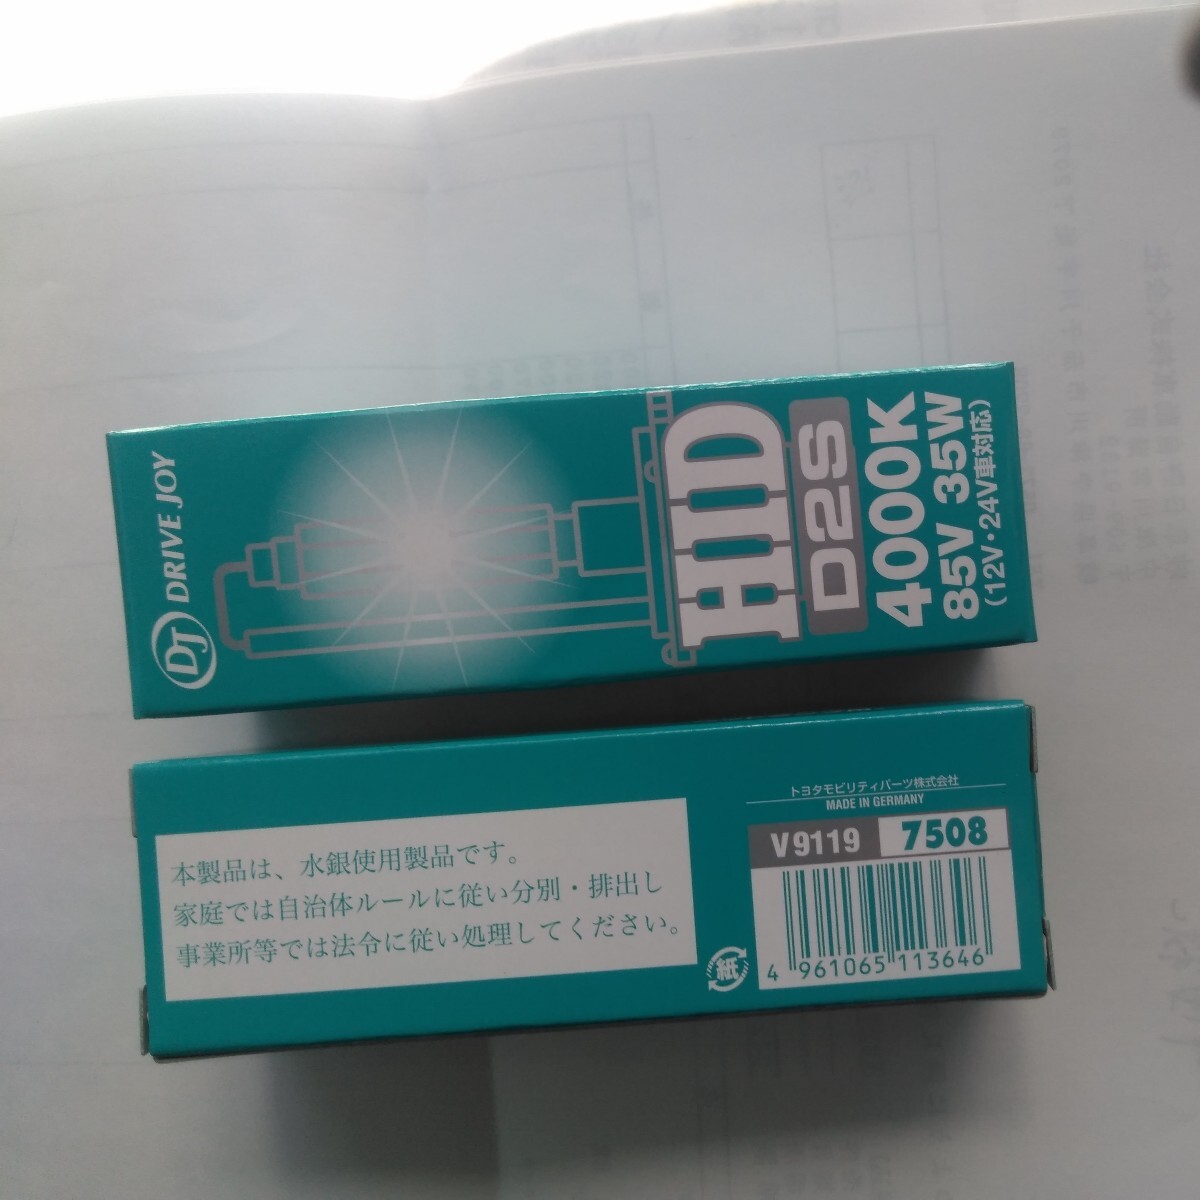 DJ DRIVE JOY
HID
D2S
4000K
85V 35W
(12V・24V車対応)
トヨタモビリティパーツ株式会社
MADE IN GERMANY
V9119 7508
4 961065 113646
紙
本製品は、水銀使用製品です。
家庭では自治体ルールに従い分別・排出し
事業所等では法令に従い処理してください。